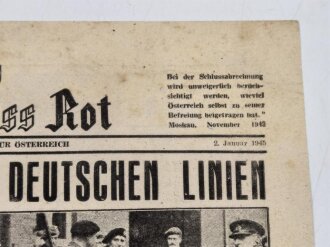 Bei der Schlussabrechnung
wird unweigerlich berück-
sichtigt werden, wieviel
Österreich selbst zu seiner
Befreiung beigetragen hat."
Moskau, November 1943
ss Rot
UR ÖSTERREICH
2. Januar 1945
DEUTSCHEN LINIEN